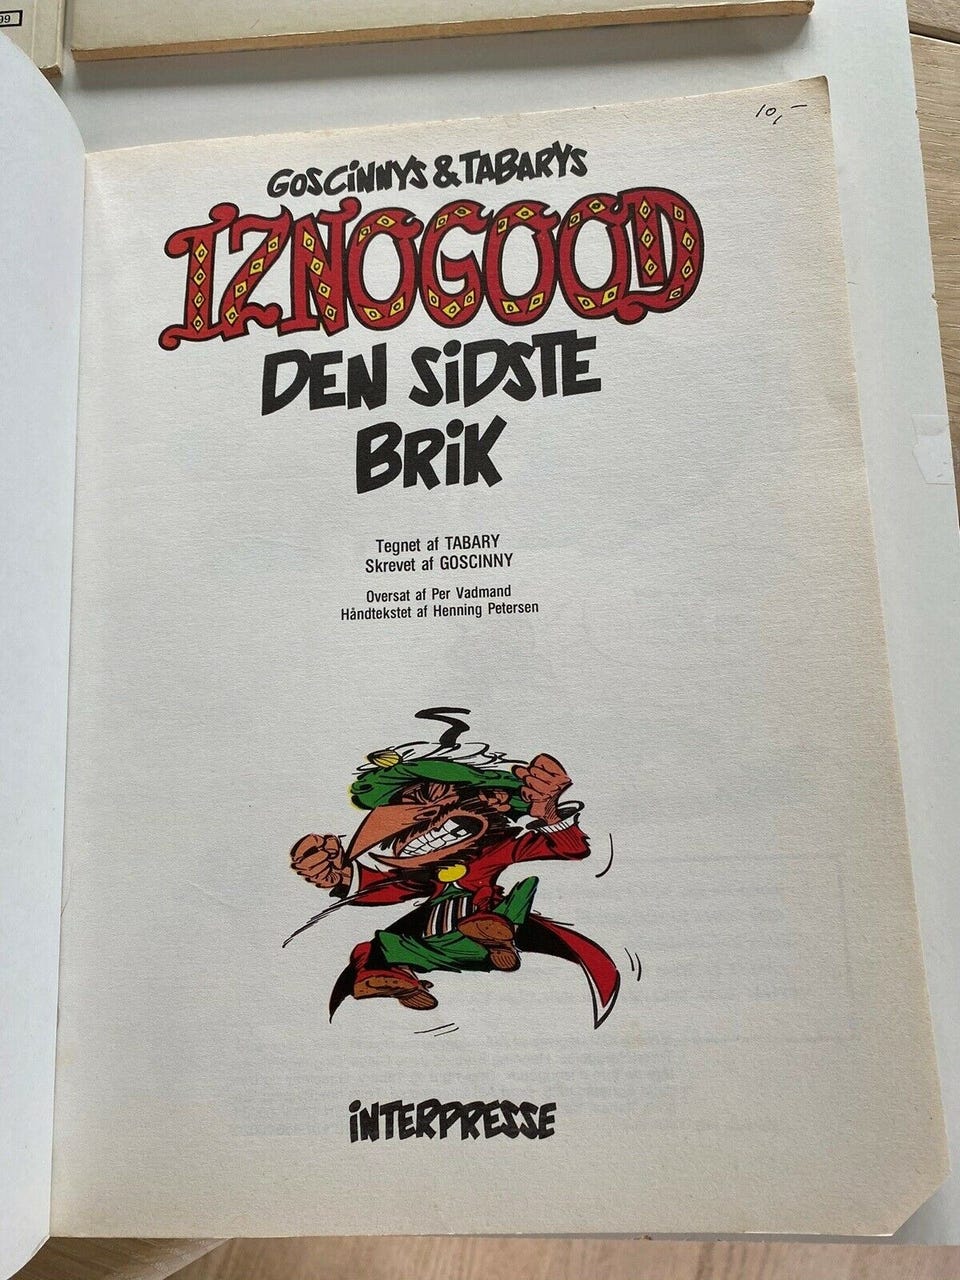 99
10,-
GOSCiNNYS & TABARYS
IZNOGOOD
DEN SiDSTE
BRiK
Tegnet af TABARY
Skrevet af GOSCINNY
Oversat af Per Vadmand
Håndtekstet af Henning Petersen
iNTERPRESSE